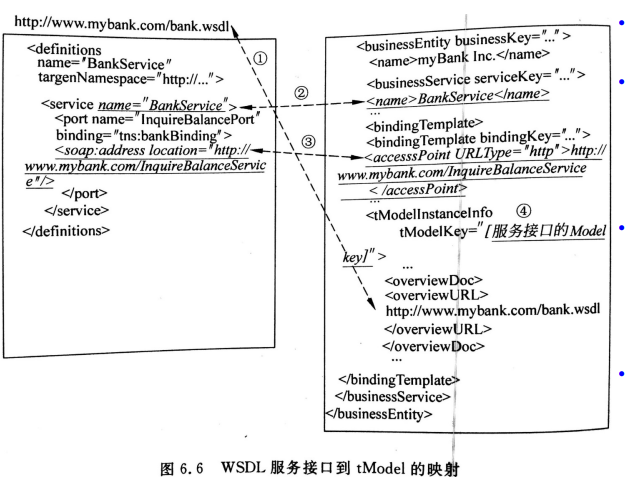 http://www.mybank.com/bank.wsdl
<definitions
name="BankService"
targenNamespace="http://...">
<service name="BankService">
<port name="InquireBalancePort"
binding="tns:bankBinding">
<soap:address location="http://
www.mybank.com/InquireBalanceServic
e"/>
</port>
</service>
</definitions>
①
②
③
<businessEntity businessKey="...">
<name>myBank Inc.</name>
<businessService serviceKey="...">
<name>BankService</name>
...
<bindingTemplate>
<bindingTemplate bindingKey="...">
<accesssPoint URLType="http">http://
www.mybank.com/InquireBalanceService
</accessPoint>
...
<tModelInstanceInfo ④
tModelKey="[服务接口的Model
key]">
...
<overviewDoc>
<overviewURL>
http://www.mybank.com/bank.wsdl
</overviewURL>
</overviewDoc>
...
</bindingTemplate>
</businessService>
</businessEntity>
图 6.6 WSDL 服务接口到 tModel 的映射